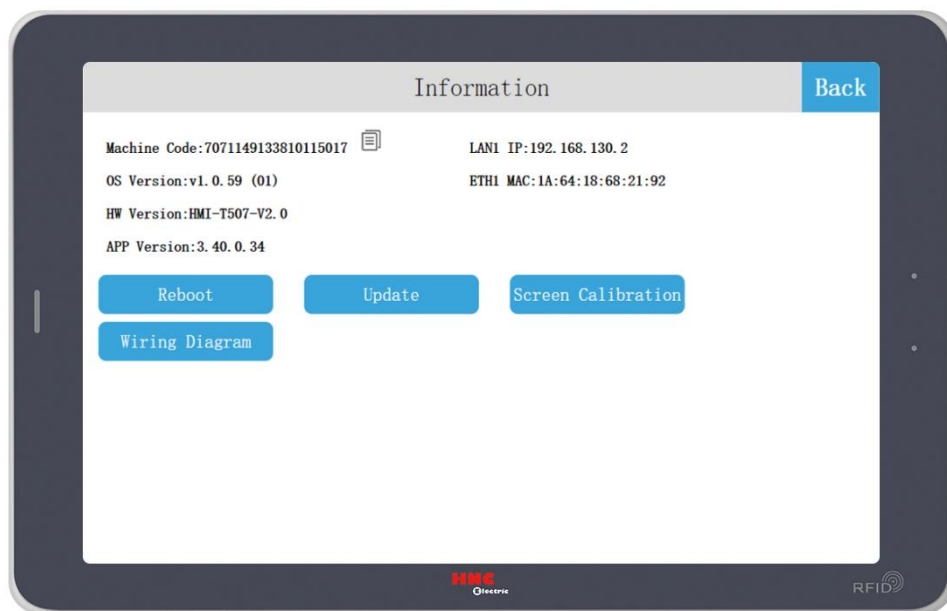 Information
Back
Machine Code:7071149133810115017
LAN1 IP:192.168.130.2
OS Version:v1.0.59 (01)
ETH1 MAC:1A:64:18:68:21:92
HW Version:HMI-T507-V2.0
APP Version:3.40.0.34
Reboot
Update
Screen Calibration
Wiring Diagram
HNC
Electric
RFID